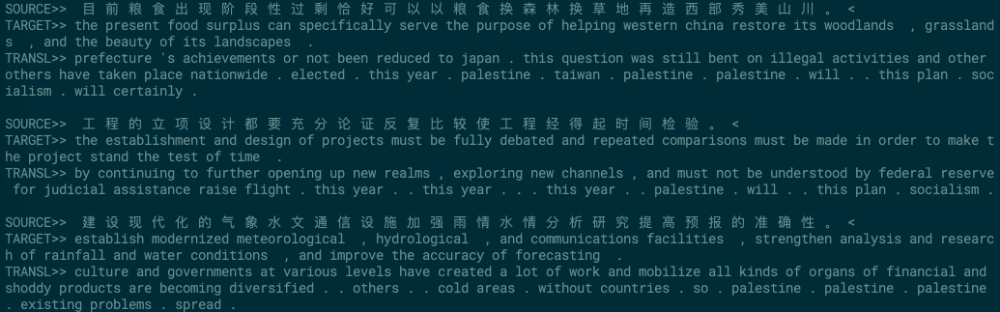 SOURCE>> 目 前 粮 食 出 现 阶 段 性 过 剩 恰 好 可 以 以 粮 食 换 森 林 换 草 地 再 造 西 部 秀 美 山 川 。 <
TARGET>> the present food surplus can specifically serve the purpose of helping western china restore its woodlands , grassland
s , and the beauty of its landscapes .
TRANSL>> prefecture 's achievements or not been reduced to japan . this question was still bent on illegal activities and other
others have taken place nationwide . elected . this year . palestine . taiwan . palestine . palestine . will . . this plan . soc
ialism . will certainly .
SOURCE>> 工 程 的 立 项 设 计 都 要 充 分 论 证 反 复 比 较 使 工 程 经 得 起 时 间 检 验 。 <
TARGET>> the establishment and design of projects must be fully debated and repeated comparisons must be made in order to make t
he project stand the test of time .
TRANSL>> by continuing to further opening up new realms , exploring new channels , and must not be understood by federal reserve
for judicial assistance raise flight . this year . . this year . . . this year . . palestine . will . . this plan . socialism .
SOURCE>> 建 设 现 代 化 的 气 象 水 文 通 信 设 施 加 强 雨 情 水 情 分 析 研 究 提 高 预 报 的 准 确 性 。 <
TARGET>> establish modernized meteorological , hydrological , and communications facilities , strengthen analysis and researc
h of rainfall and water conditions , and improve the accuracy of forecasting .
TRANSL>> culture and governments at various levels have created a lot of work and mobilize all kinds of organs of financial and
shoddy products are becoming diversified . . others . . cold areas . without countries . so . palestine . palestine . palestine
. existing problems . spread .